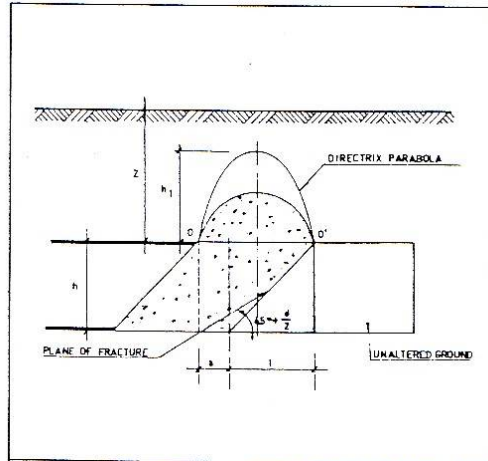 Z
h₁
DIRECTRIX PARABOLA
O
O'
h
45°+ φ/2
PLANE OF FRACTURE
a
l
UNALTERED GROUND